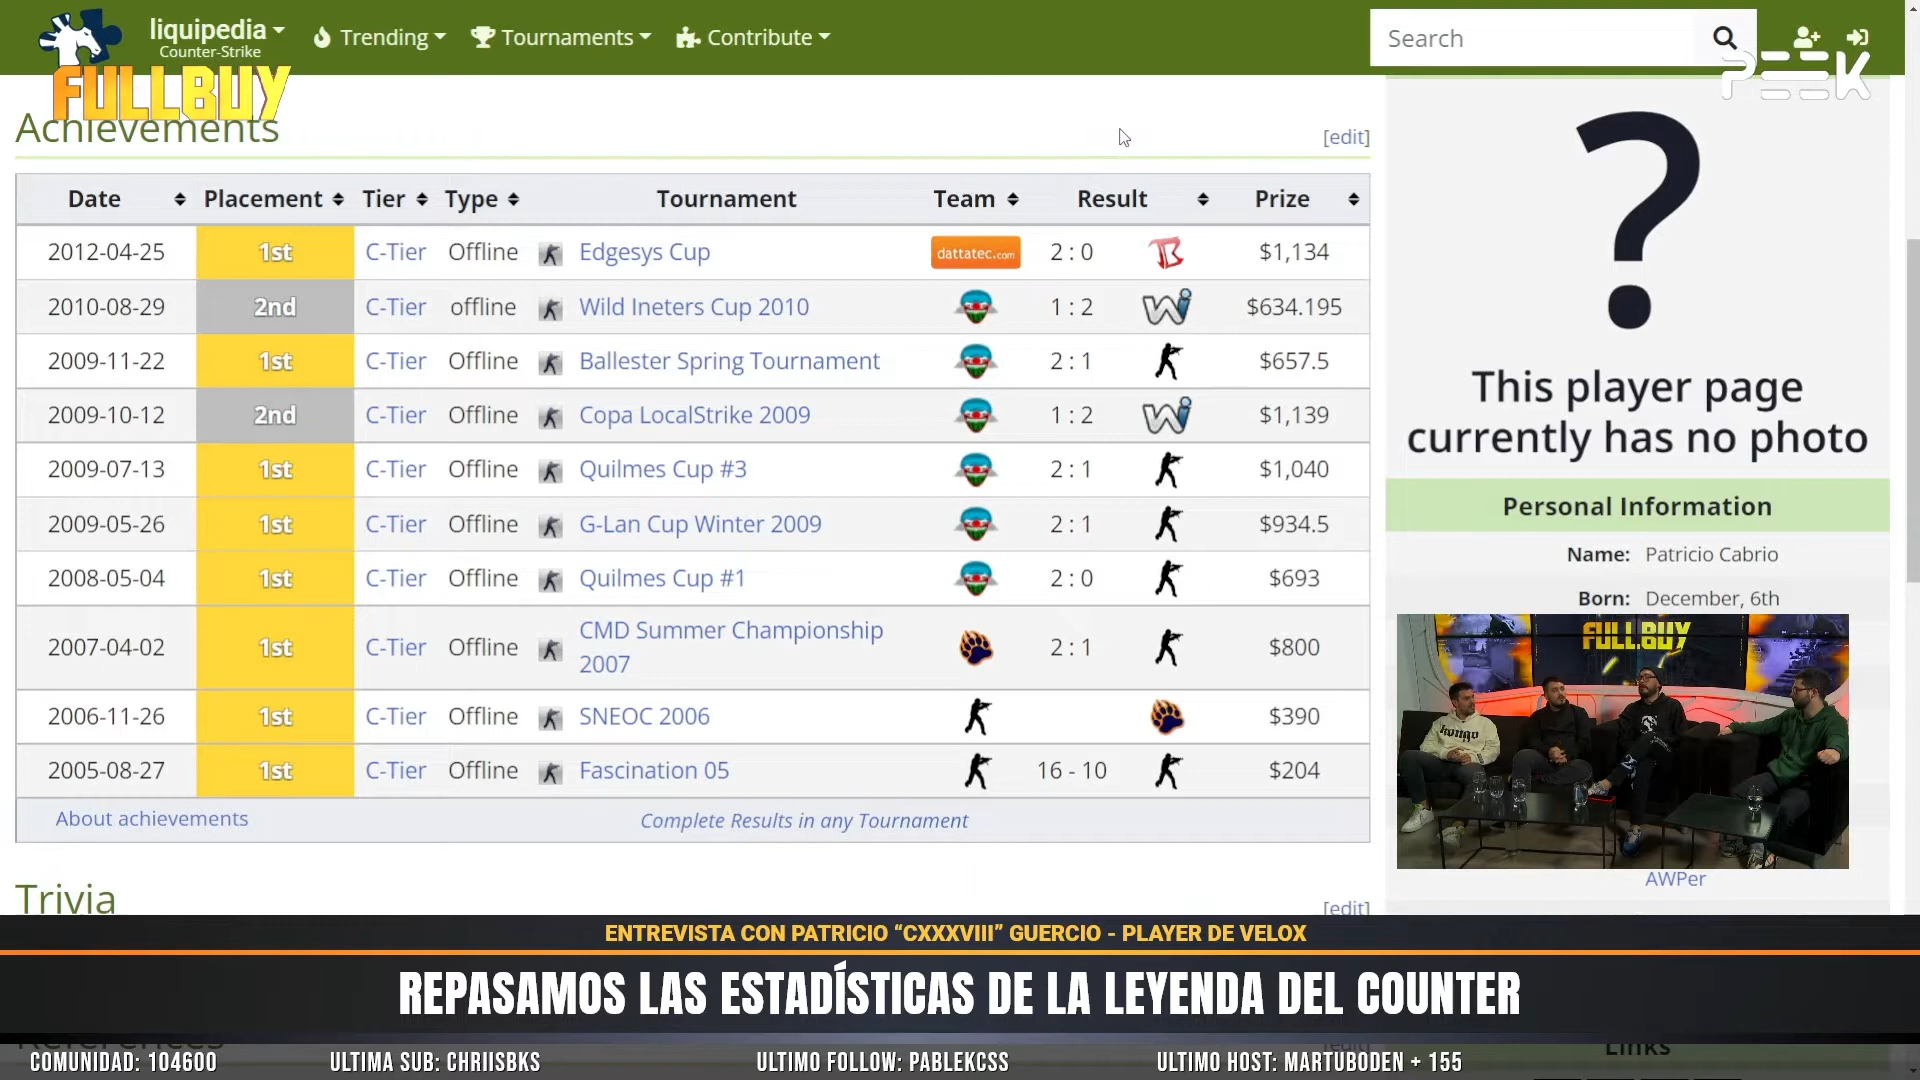 liquipedia
Counter-Strike
Trending
Tournaments
Contribute
Search
PEEK
FULLBUY
Achievements
[edit]
Date Placement Tier Type Tournament Team Result Prize
2012-04-25 1st C-Tier Offline Edgesys Cup dattatec.com 2 : 0 $1,134
2010-08-29 2nd C-Tier offline Wild Ineters Cup 2010 1 : 2 Wi $634.195
2009-11-22 1st C-Tier Offline Ballester Spring Tournament 2 : 1 $657.5
2009-10-12 2nd C-Tier Offline Copa LocalStrike 2009 1 : 2 Wi $1,139
2009-07-13 1st C-Tier Offline Quilmes Cup #3 2 : 1 $1,040
2009-05-26 1st C-Tier Offline G-Lan Cup Winter 2009 2 : 1 $934.5
2008-05-04 1st C-Tier Offline Quilmes Cup #1 2 : 0 $693
2007-04-02 1st C-Tier Offline CMD Summer Championship 2007 2 : 1 $800
2006-11-26 1st C-Tier Offline SNEOC 2006 $390
2005-08-27 1st C-Tier Offline Fascination 05 16 - 10 $204
About achievements
Complete Results in any Tournament
Trivia
[edit]
?
This player page
currently has no photo
Personal Information
Name: Patricio Cabrio
Born: December, 6th
FULLBUY
kongo
AWPer
ENTREVISTA CON PATRICIO “CXXXVIII” GUERCIO - PLAYER DE VELOX
REPASAMOS LAS ESTADÍSTICAS DE LA LEYENDA DEL COUNTER
References
[edit]
Links
COMUNIDAD: 104600
ULTIMA SUB: CHRIISBKS
ULTIMO FOLLOW: PABLEKCSS
ULTIMO HOST: MARTUBODEN + 155